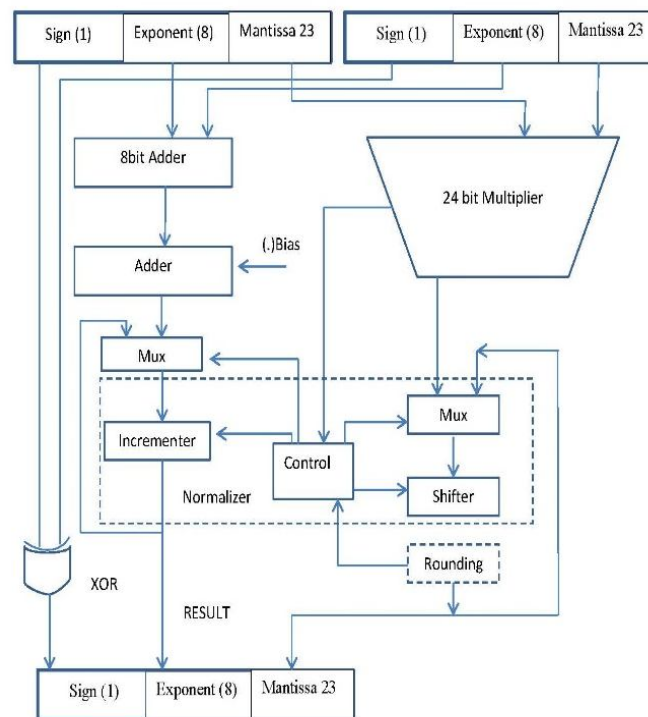 Sign (1) Exponent (8) Mantissa 23 Sign (1) Exponent (8) Mantissa 23
8bit Adder
24 bit Multiplier
(.)Bias
Adder
Mux
Mux
Incrementer
Control
Normalizer
Shifter
Rounding
XOR
RESULT
Sign (1) Exponent (8) Mantissa 23